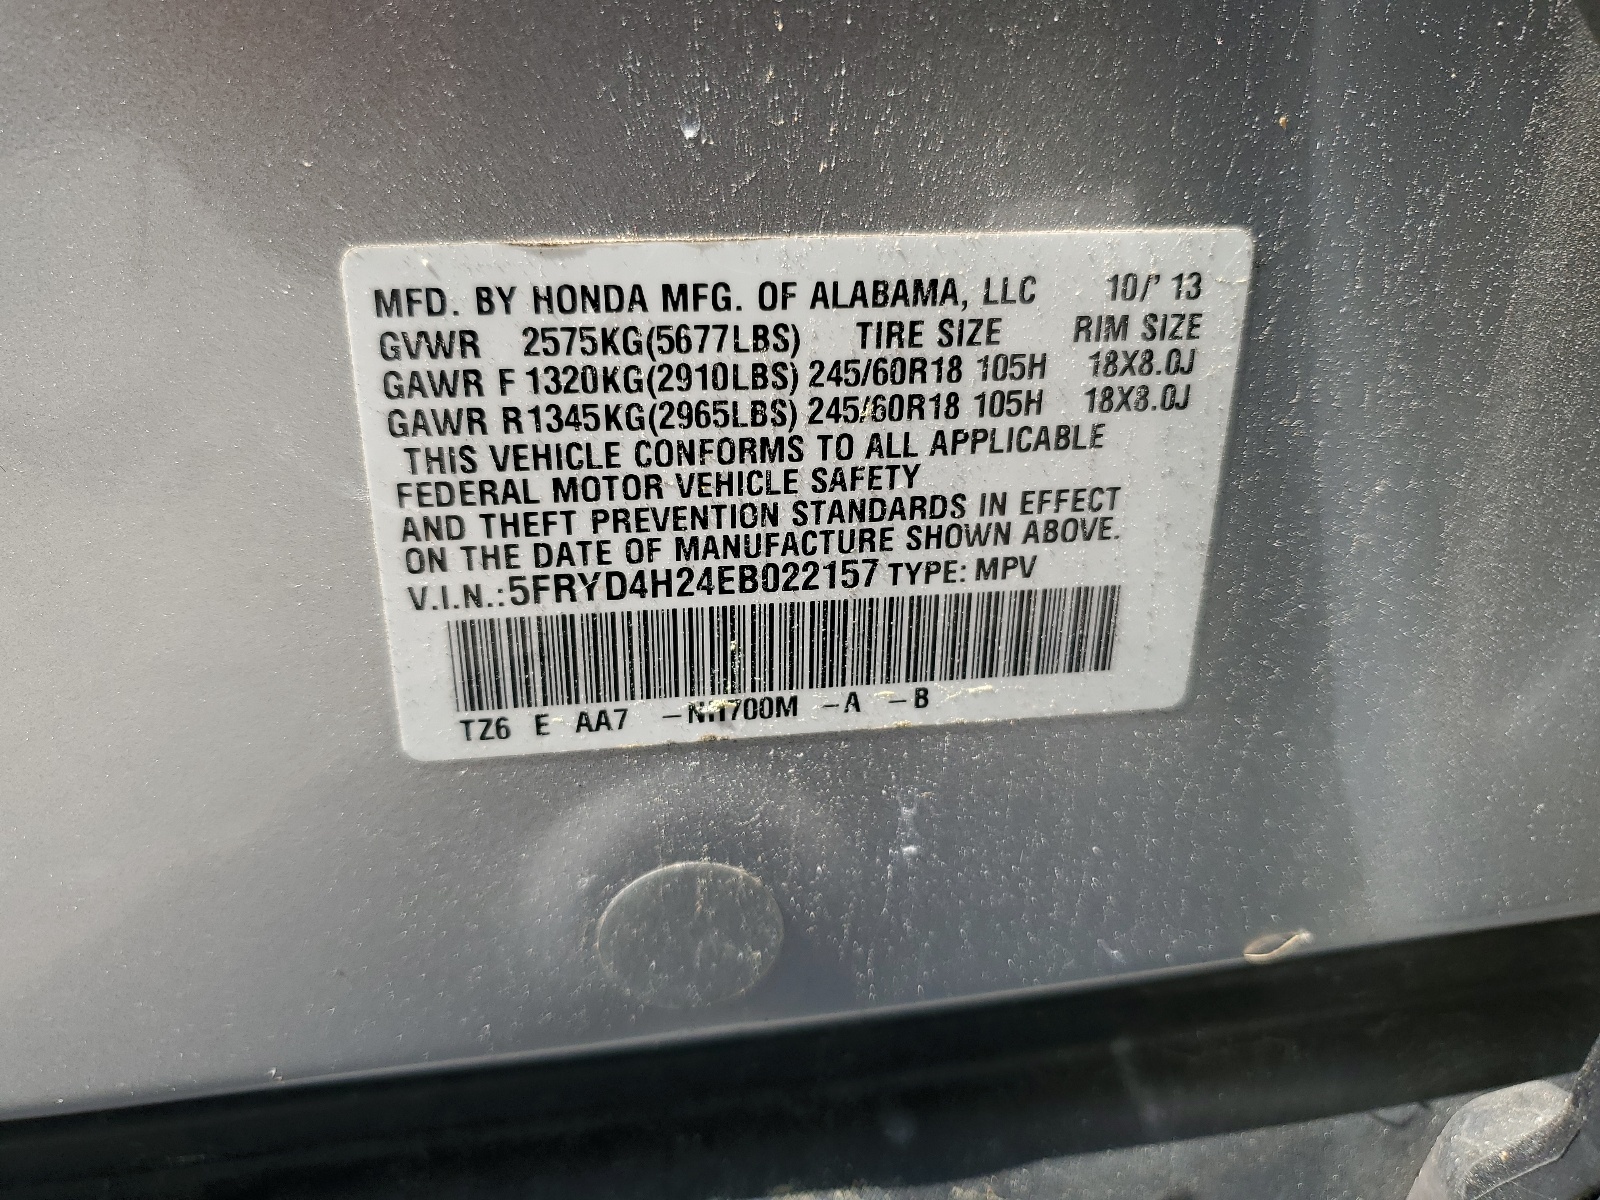 MFD. BY HONDA MFG. OF ALABAMA, LLC 10/' 13
GVWR 2575KG(5677LBS) TIRE SIZE RIM SIZE
GAWR F 1320KG(2910LBS) 245/60R18 105H 18X8.0J
GAWR R1345KG(2965LBS) 245/60R18 105H 18X8.0J
THIS VEHICLE CONFORMS TO ALL APPLICABLE
FEDERAL MOTOR VEHICLE SAFETY
AND THEFT PREVENTION STANDARDS IN EFFECT
ON THE DATE OF MANUFACTURE SHOWN ABOVE.
V.I.N.:5FRYD4H24EB022157 TYPE: MPV
TZ6 E AA7 -NH700M -A -B